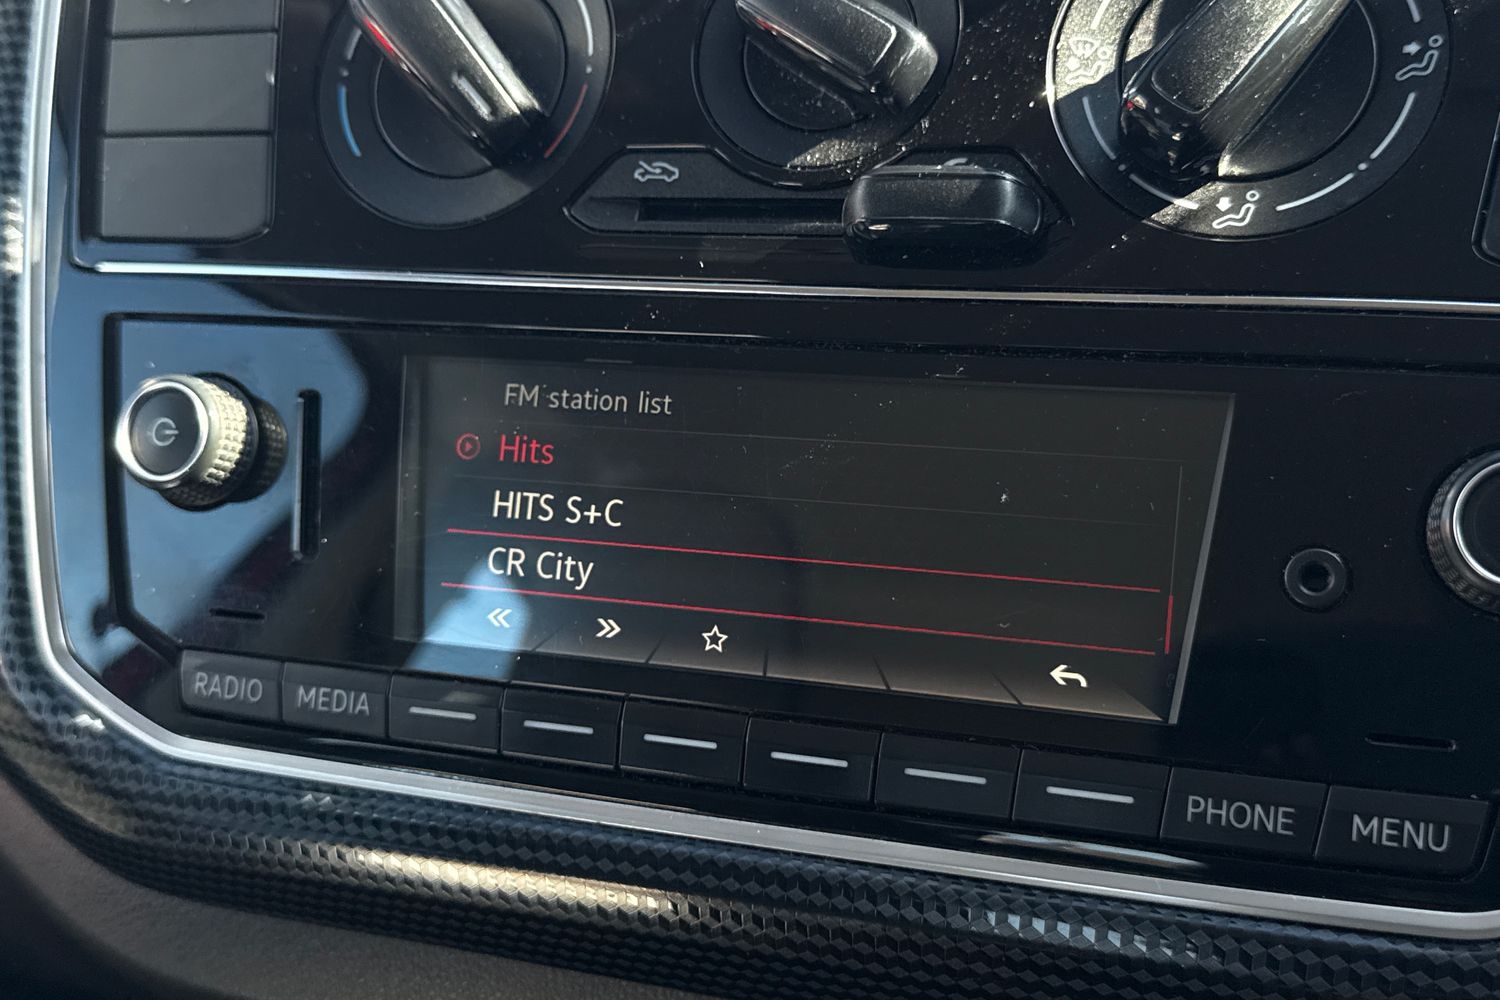 FM station list
Hits
HITS S+C
CR City
RADIO
MEDIA
PHONE
MENU